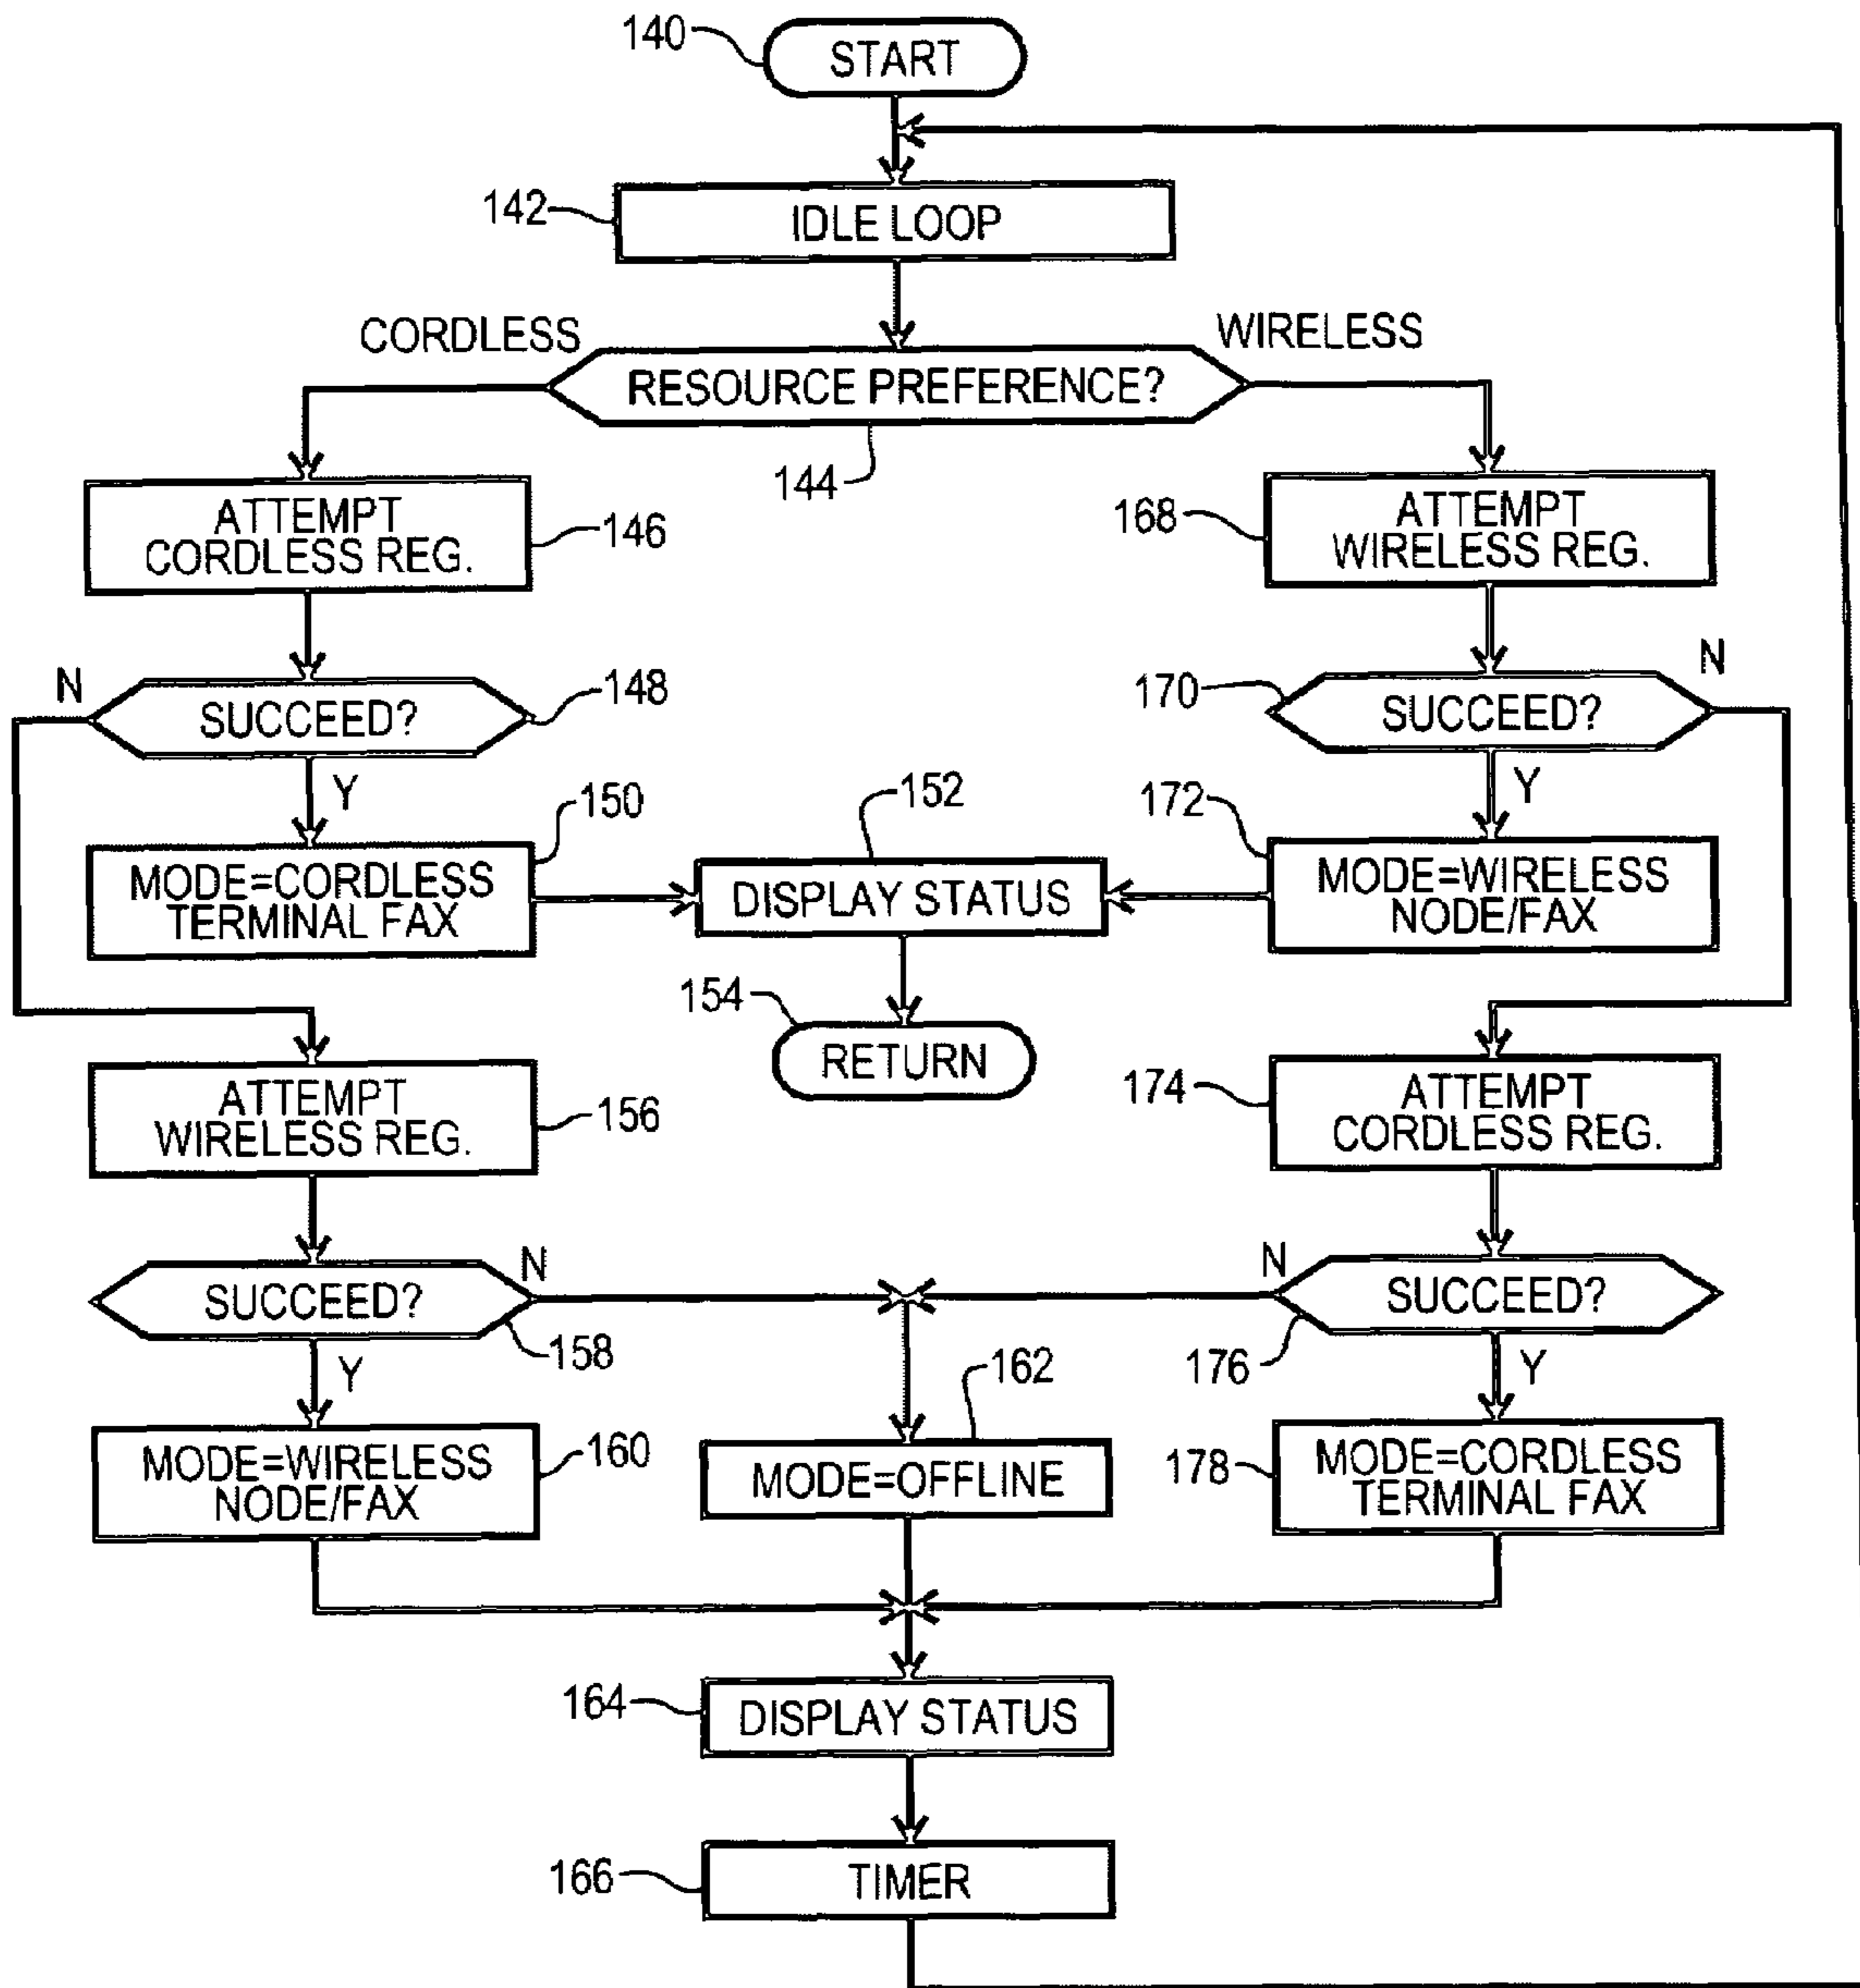 140
START
142
IDLE LOOP
CORDLESS
WIRELESS
RESOURCE PREFERENCE?
144
ATTEMPT
CORDLESS REG.
146
168
ATTEMPT
WIRELESS REG.
N
SUCCEED?
148
170
SUCCEED?
N
Y
150
152
172
Y
MODE=CORDLESS
TERMINAL FAX
DISPLAY STATUS
MODE=WIRELESS
NODE/FAX
154
RETURN
ATTEMPT
WIRELESS REG.
156
174
ATTEMPT
CORDLESS REG.
SUCCEED?
N
158
N
SUCCEED?
176
Y
162
Y
MODE=WIRELESS
NODE/FAX
160
MODE=OFFLINE
178
MODE=CORDLESS
TERMINAL FAX
164
DISPLAY STATUS
166
TIMER